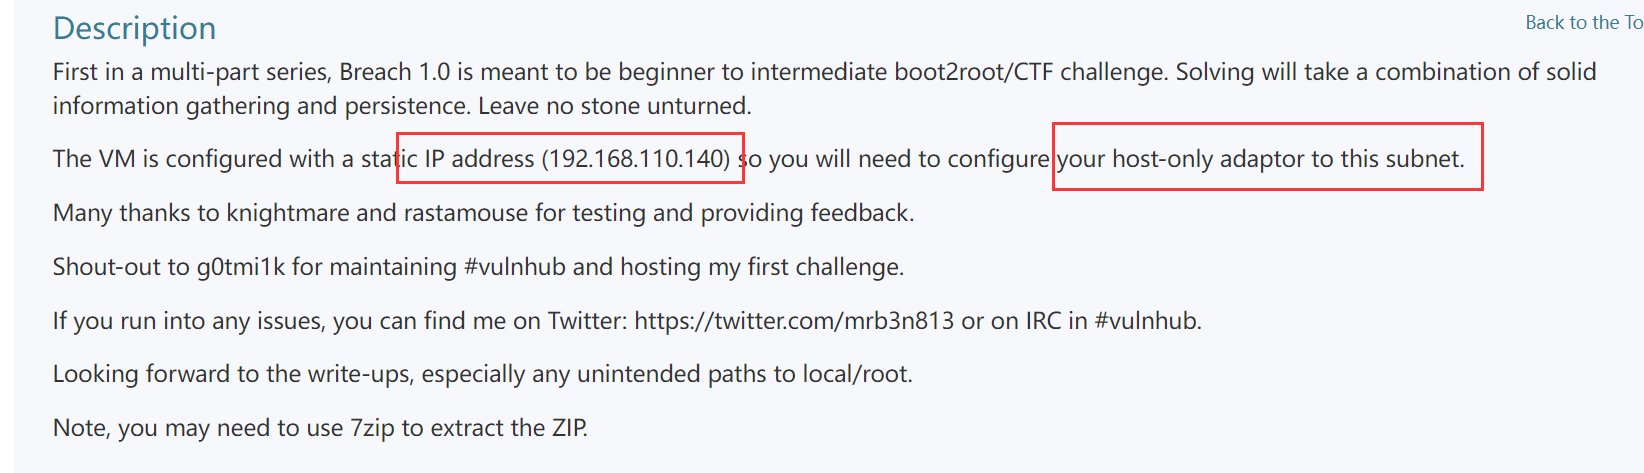 Description
Back to the To
First in a multi-part series, Breach 1.0 is meant to be beginner to intermediate boot2root/CTF challenge. Solving will take a combination of solid
information gathering and persistence. Leave no stone unturned.
The VM is configured with a static IP address (192.168.110.140) so you will need to configure your host-only adaptor to this subnet.
Many thanks to knightmare and rastamouse for testing and providing feedback.
Shout-out to g0tmi1k for maintaining #vulnhub and hosting my first challenge.
If you run into any issues, you can find me on Twitter: https://twitter.com/mrb3n813 or on IRC in #vulnhub.
Looking forward to the write-ups, especially any unintended paths to local/root.
Note, you may need to use 7zip to extract the ZIP.